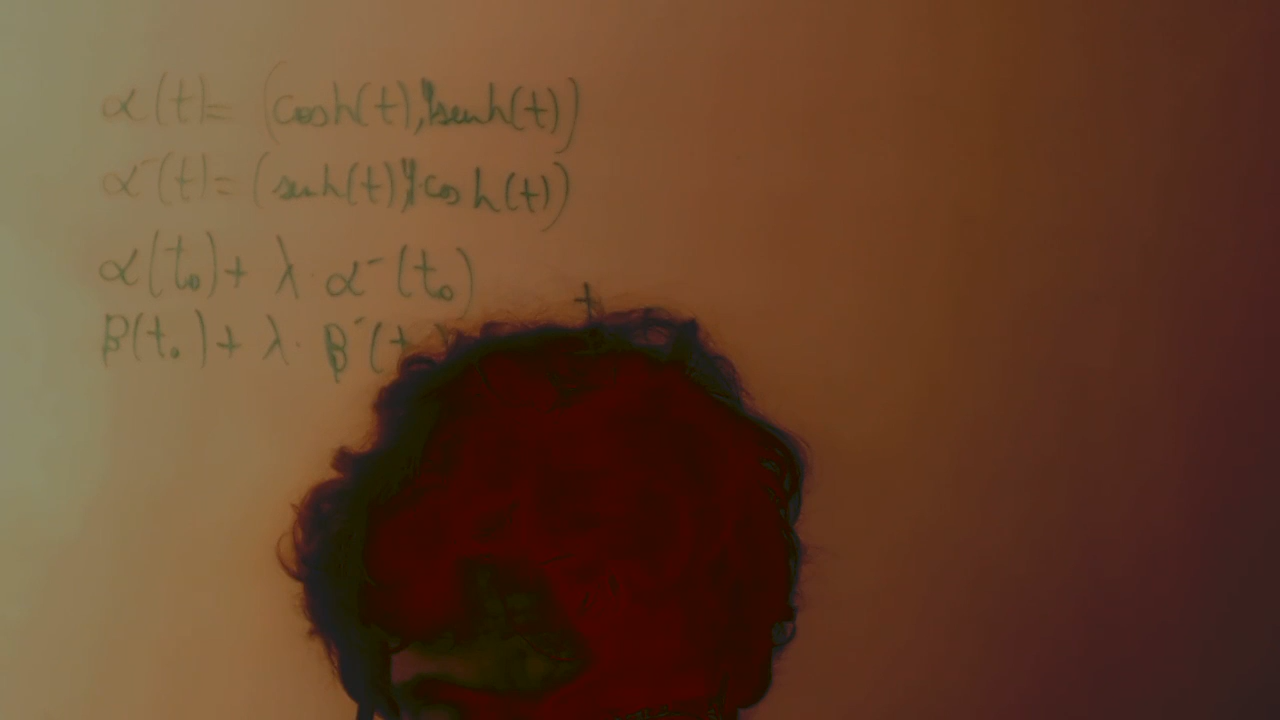 α(t)= (cosh(t), senh(t))
α´(t)= (senh(t), cosh(t))
α(t₀)+ λ· α´(t₀)
β(t₀)+ λ· β´(t